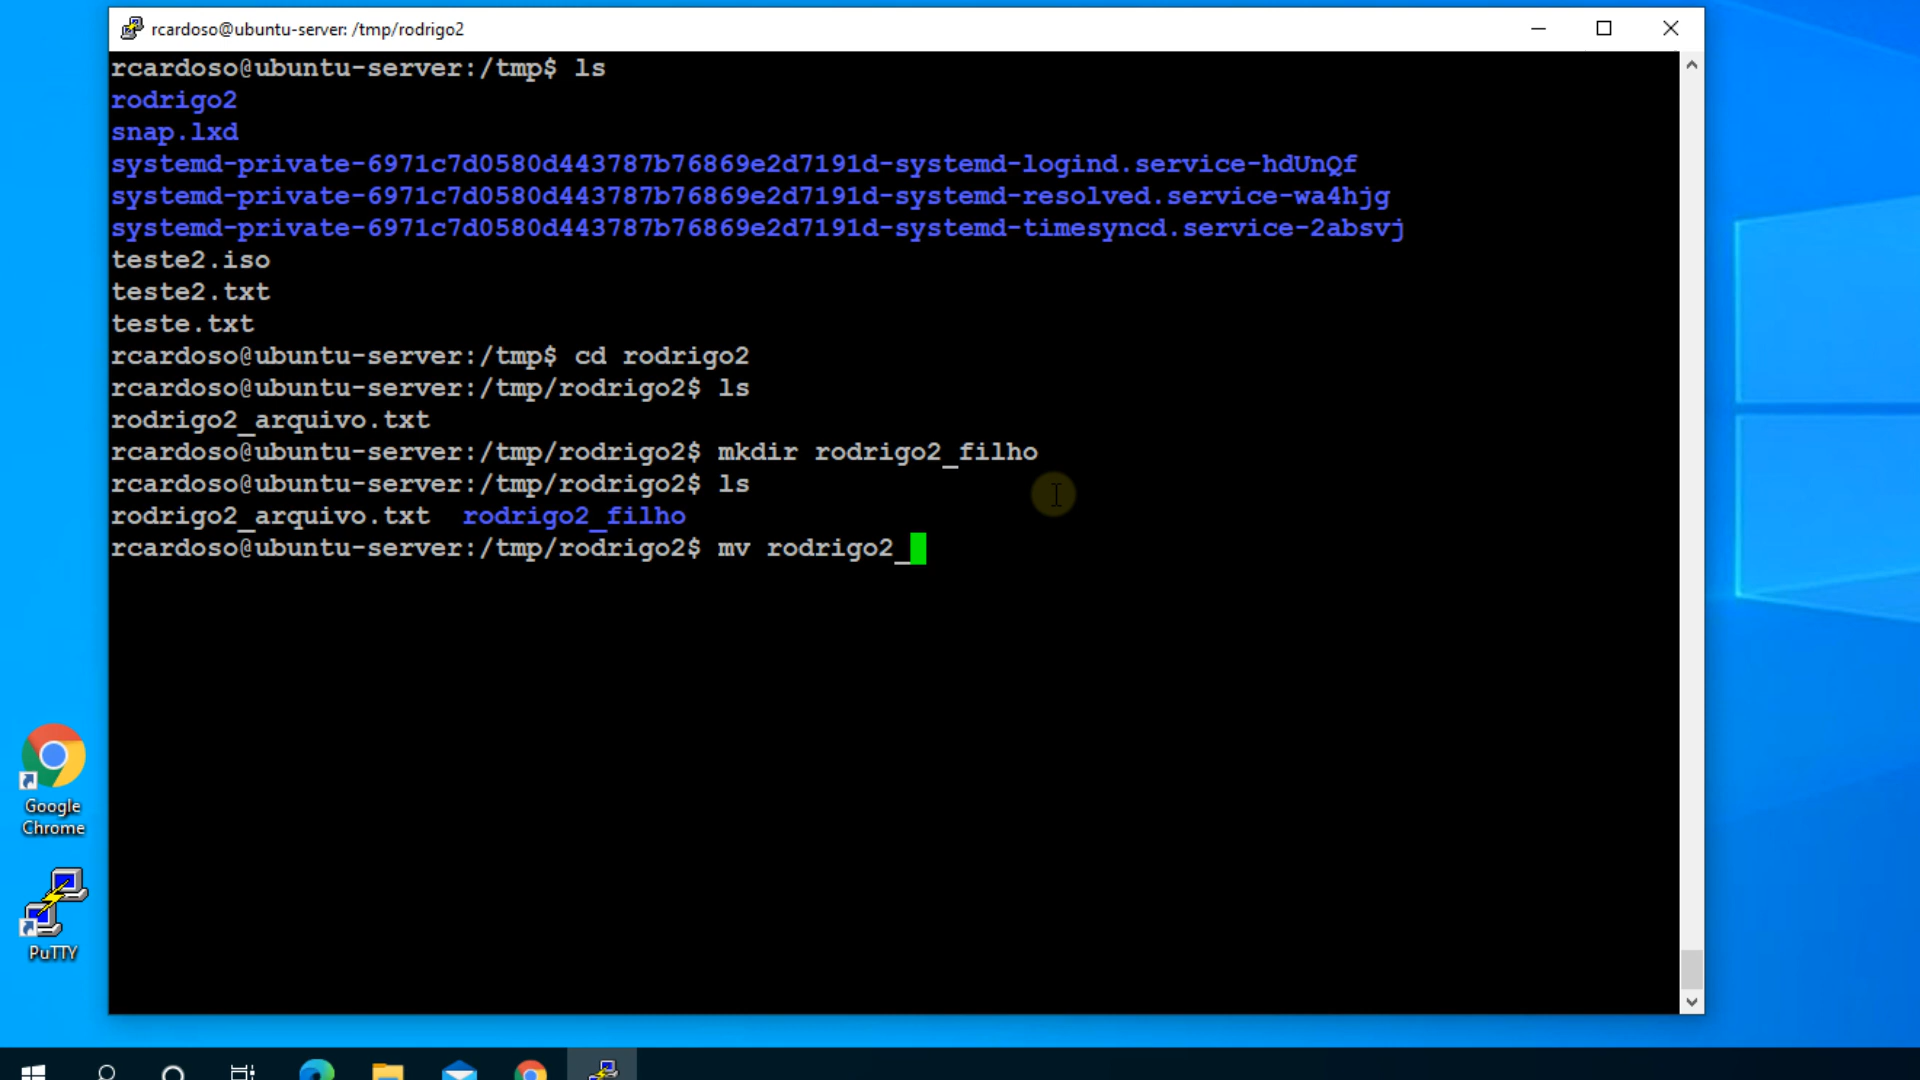 rcardoso@ubuntu-server: /tmp/rodrigo2
rcardoso@ubuntu-server:/tmp$ ls
rodrigo2
snap.lxd
systemd-private-6971c7d0580d443787b76869e2d7191d-systemd-logind.service-hdUnQf
systemd-private-6971c7d0580d443787b76869e2d7191d-systemd-resolved.service-wa4hjg
systemd-private-6971c7d0580d443787b76869e2d7191d-systemd-timesyncd.service-2absvj
teste2.iso
teste2.txt
teste.txt
rcardoso@ubuntu-server:/tmp$ cd rodrigo2
rcardoso@ubuntu-server:/tmp/rodrigo2$ ls
rodrigo2_arquivo.txt
rcardoso@ubuntu-server:/tmp/rodrigo2$ mkdir rodrigo2_filho
rcardoso@ubuntu-server:/tmp/rodrigo2$ ls
rodrigo2_arquivo.txt  rodrigo2_filho
rcardoso@ubuntu-server:/tmp/rodrigo2$ mv rodrigo2_
Google
Chrome
PuTTY